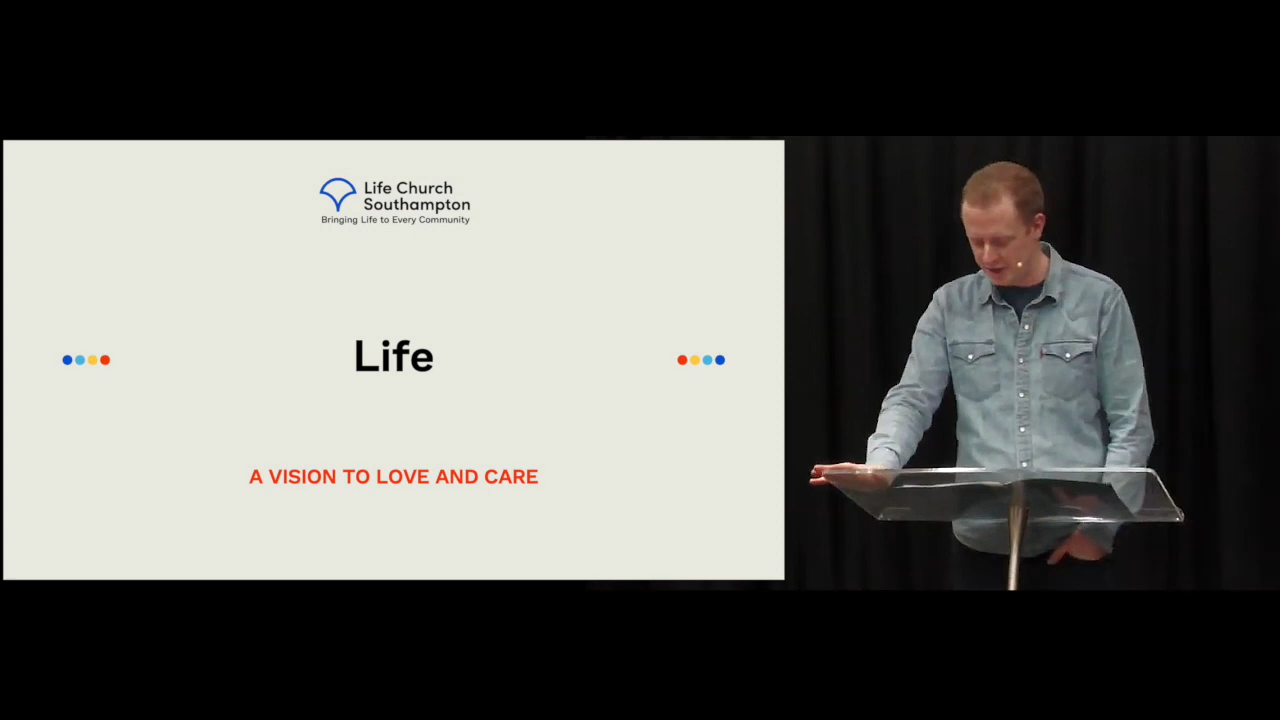 Life Church
Southampton
Bringing Life to Every Community
Life
A VISION TO LOVE AND CARE